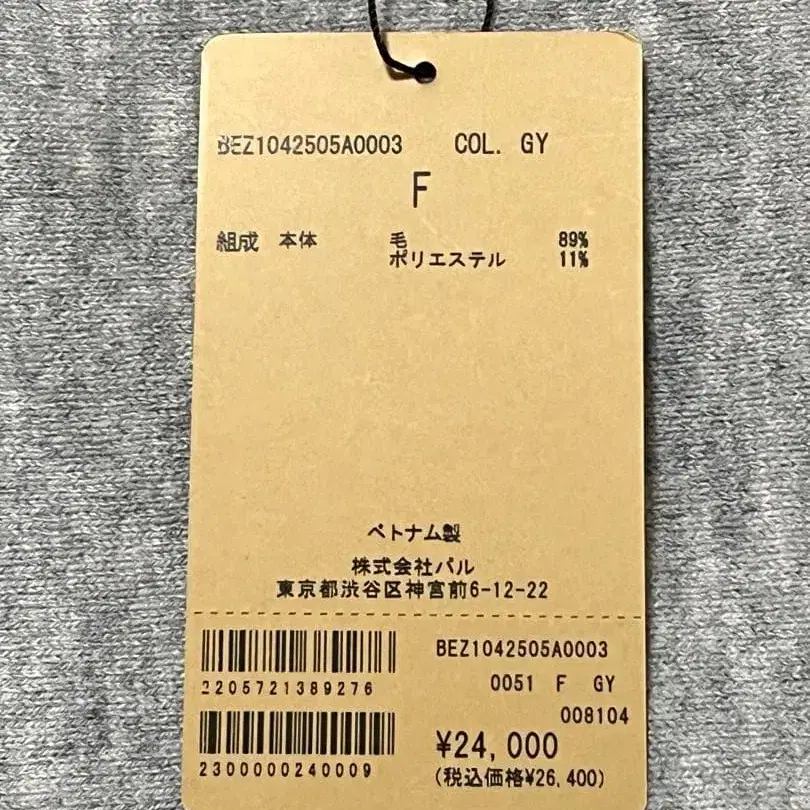 BEZ1042505A0003 COL. GY
F
組成 本体 毛 89%
ポリエステル 11%
ベトナム製
株式会社パル
東京都渋谷区神宮前6-12-22
BEZ1042505A0003
2205721389276
0051 F GY
008104
¥24,000
2300000240009
(税込価格¥26,400)